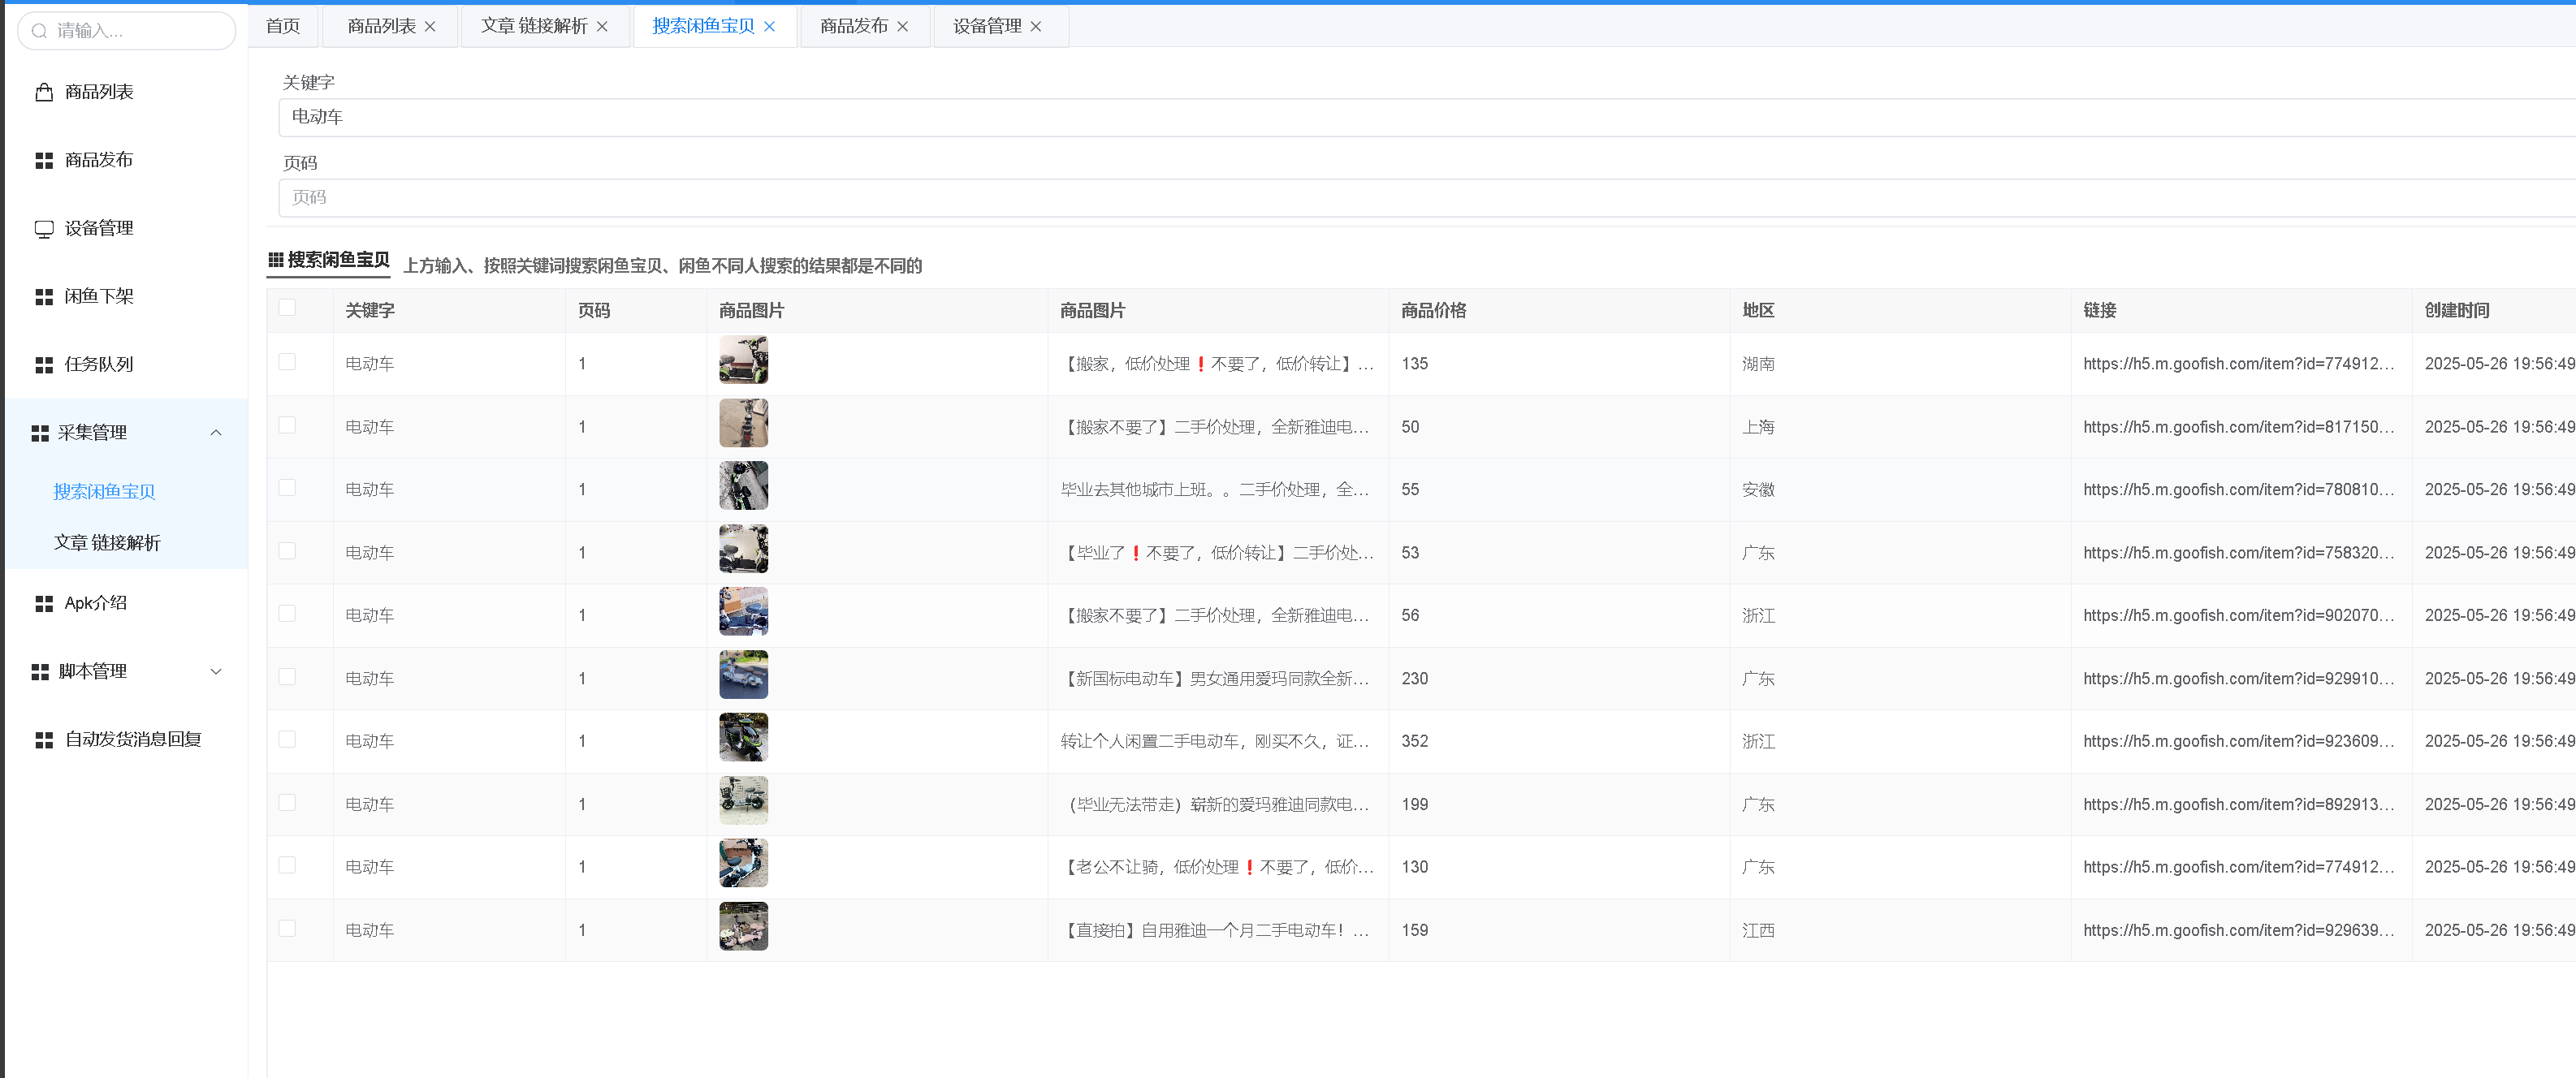 请输入...
首页 商品列表 文章 链接解析 搜索闲鱼宝贝 商品发布 设备管理
商品列表
商品发布
设备管理
闲鱼下架
任务队列
采集管理
搜索闲鱼宝贝
文章 链接解析
Apk介绍
脚本管理
自动发货消息回复
关键字
电动车
页码
页码
搜索闲鱼宝贝 上方输入、按照关键词搜索闲鱼宝贝、闲鱼不同人搜索的结果都是不同的
关键字 页码 商品图片 商品图片 商品价格 地区 链接 创建时间
电动车 1 【搬家，低价处理❗不要了，低价转让】... 135 湖南 https://h5.m.goofish.com/item?id=774912... 2025-05-26 19:56:49
电动车 1 【搬家不要了】二手价处理，全新雅迪电... 50 上海 https://h5.m.goofish.com/item?id=817150... 2025-05-26 19:56:49
电动车 1 毕业去其他城市上班。。二手价处理，全... 55 安徽 https://h5.m.goofish.com/item?id=780810... 2025-05-26 19:56:49
电动车 1 【毕业了❗不要了，低价转让】二手价处... 53 广东 https://h5.m.goofish.com/item?id=758320... 2025-05-26 19:56:49
电动车 1 【搬家不要了】二手价处理，全新雅迪电... 56 浙江 https://h5.m.goofish.com/item?id=902070... 2025-05-26 19:56:49
电动车 1 【新国标电动车】男女通用爱玛同款全新... 230 广东 https://h5.m.goofish.com/item?id=929910... 2025-05-26 19:56:49
电动车 1 转让个人闲置二手电动车，刚买不久，证... 352 浙江 https://h5.m.goofish.com/item?id=923609... 2025-05-26 19:56:49
电动车 1 （毕业无法带走）崭新的爱玛雅迪同款电... 199 广东 https://h5.m.goofish.com/item?id=892913... 2025-05-26 19:56:49
电动车 1 【老公不让骑，低价处理❗不要了，低价... 130 广东 https://h5.m.goofish.com/item?id=774912... 2025-05-26 19:56:49
电动车 1 【直接拍】自用雅迪一个月二手电动车！... 159 江西 https://h5.m.goofish.com/item?id=929639... 2025-05-26 19:56:49